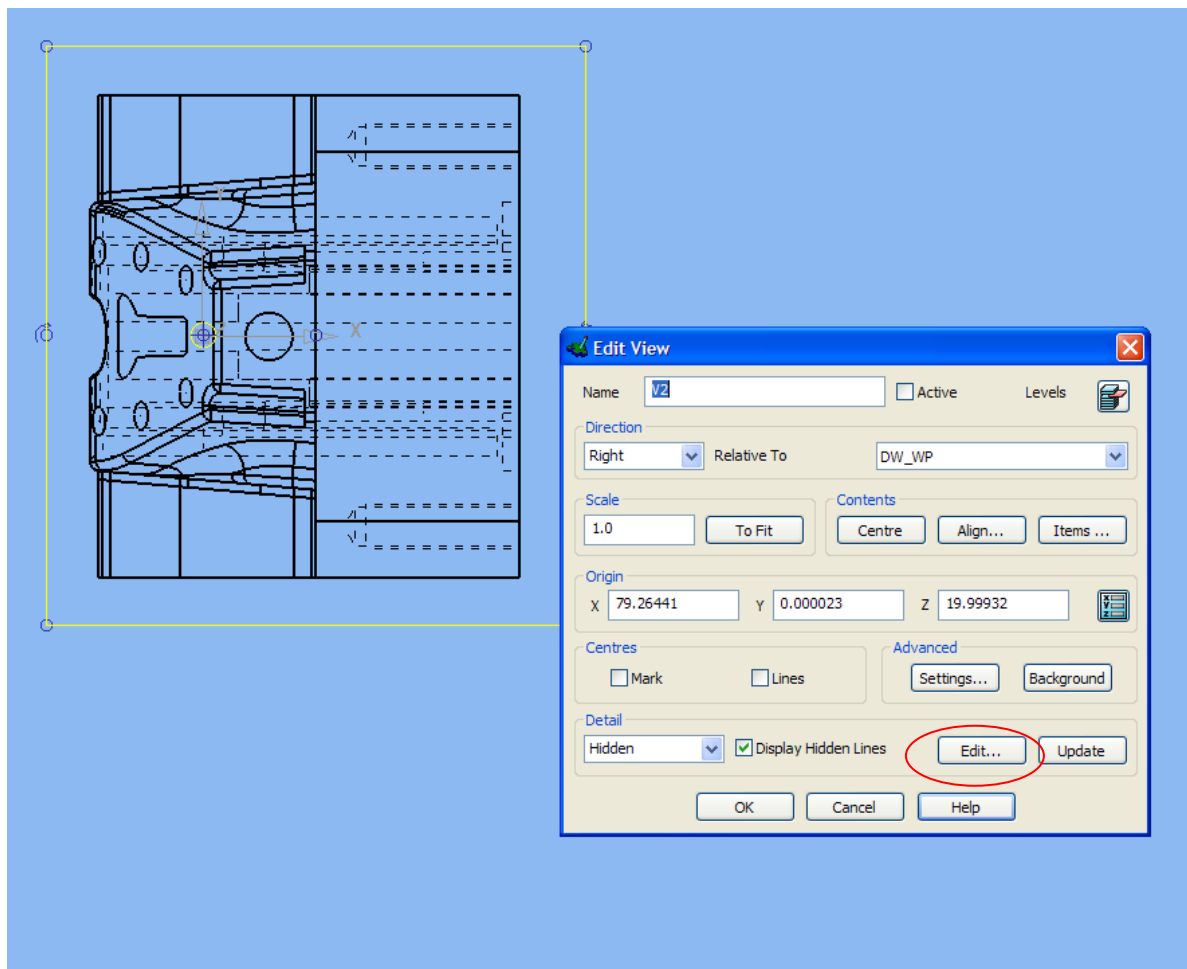 Y
X
Edit View
Name V2 Active Levels
Direction
Right Relative To DW_WP
Scale Contents
1.0 To Fit Centre Align... Items ...
Origin
X 79.26441 Y 0.000023 Z 19.99932
Centres Advanced
Mark Lines Settings... Background
Detail
Hidden Display Hidden Lines Edit... Update
OK Cancel Help